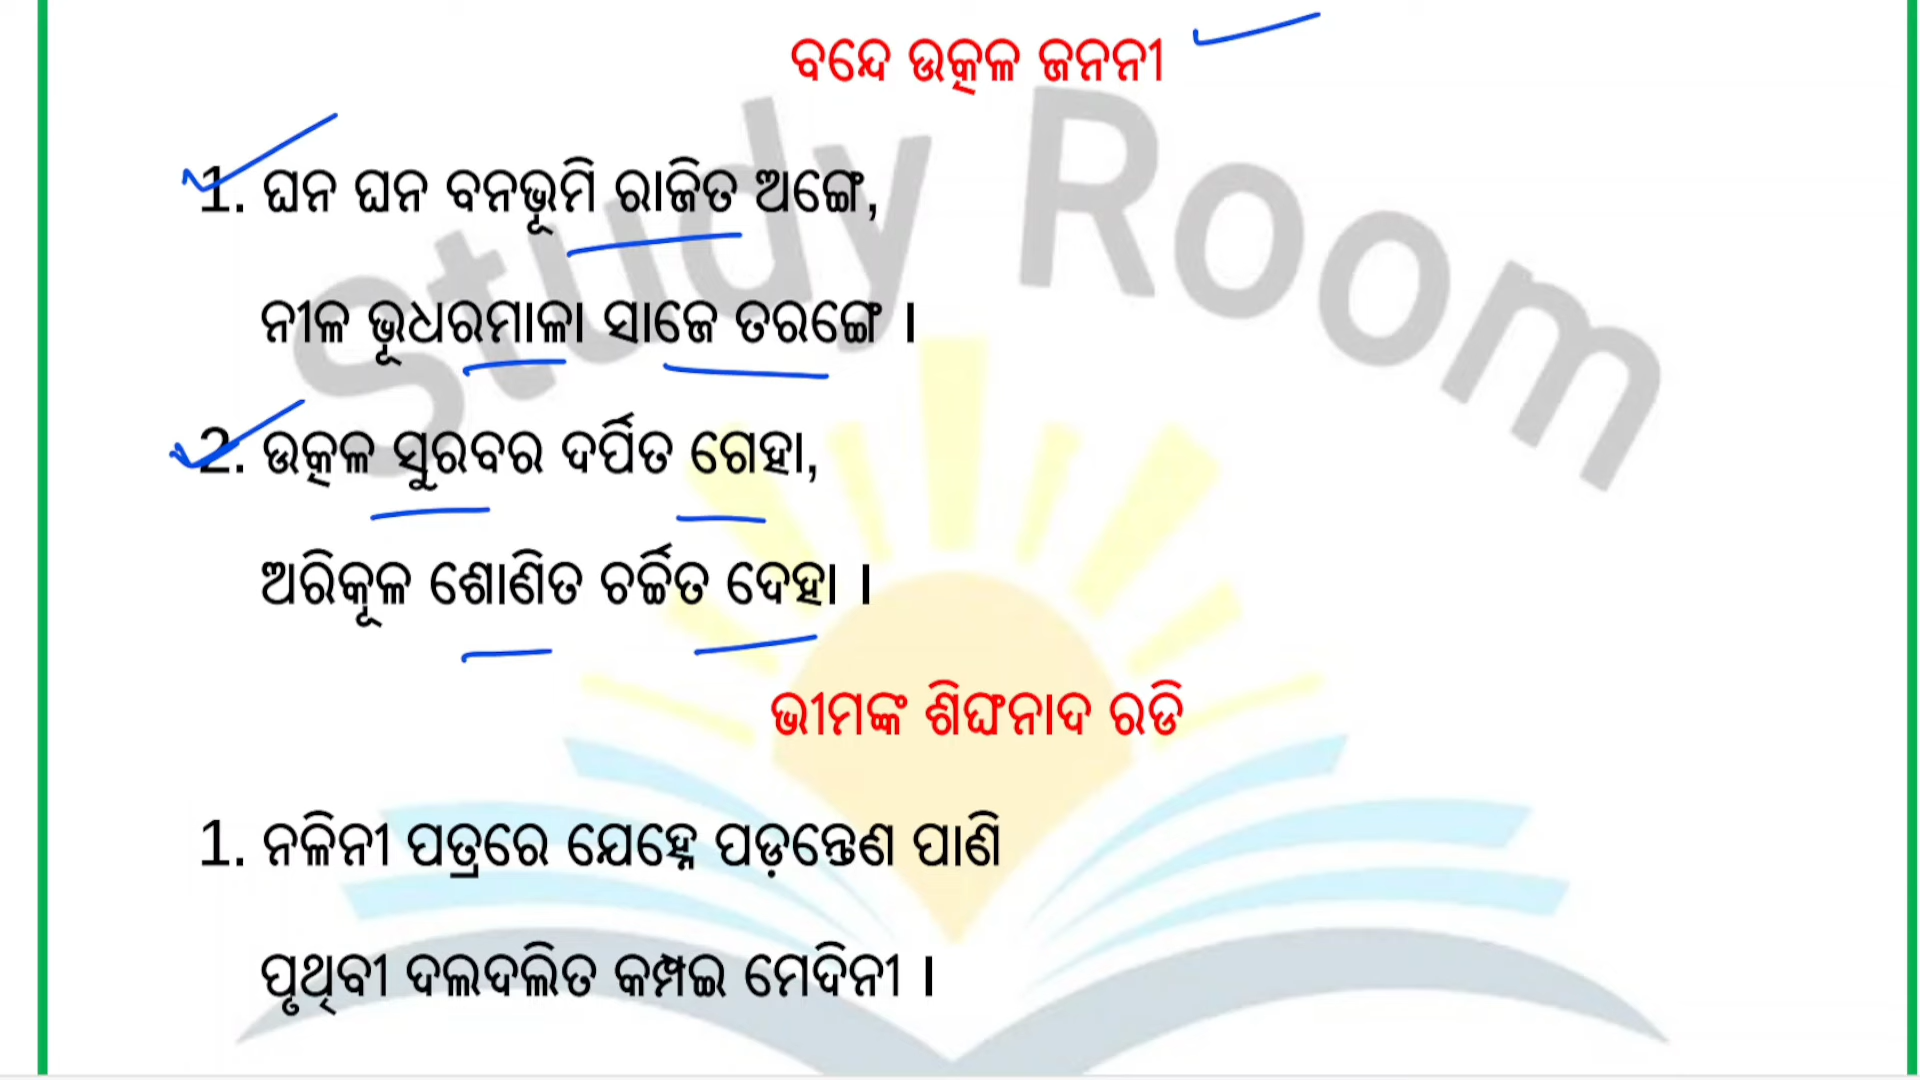 ବନ୍ଦେ ଉତ୍କଳ ଜନନୀ
1. ଘନ ଘନ ବନଭୂମି ରାଜିତ ଅଙ୍ଗେ,
ନୀଳ ଭୂଧରମାଳା ସାଜେ ତରଙ୍ଗେ ।
2. ଉତ୍କଳ ସୁରବର ଦର୍ପିତ ଗେହା,
ଅରିକୂଳ ଶୋଣିତ ଚର୍ଚ୍ଚିତ ଦେହା ।
ଭୀମଙ୍କ ଶିଙ୍ଘନାଦ ରଡି
1. ନଳିନୀ ପତ୍ରରେ ଯେହ୍ନେ ପଡ଼ନ୍ତେଣ ପାଣି
ପୃଥିବୀ ଦଲଦଲିତ କମ୍ପଇ ମେଦିନୀ ।
Study Room